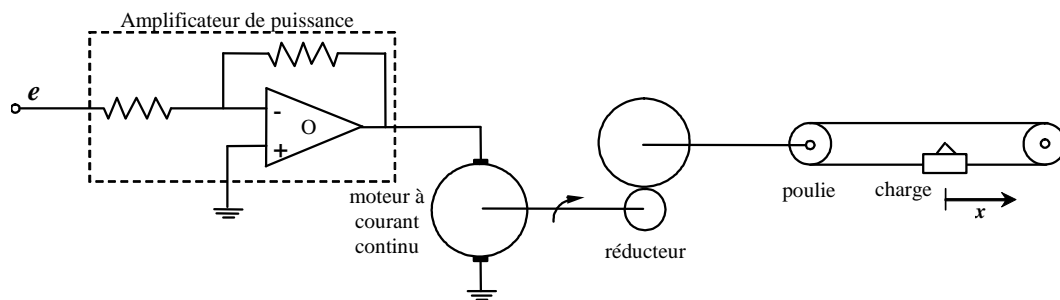 Amplificateur de puissance
e
-
O
+
moteur à
courant
continu
réducteur
poulie
charge
x